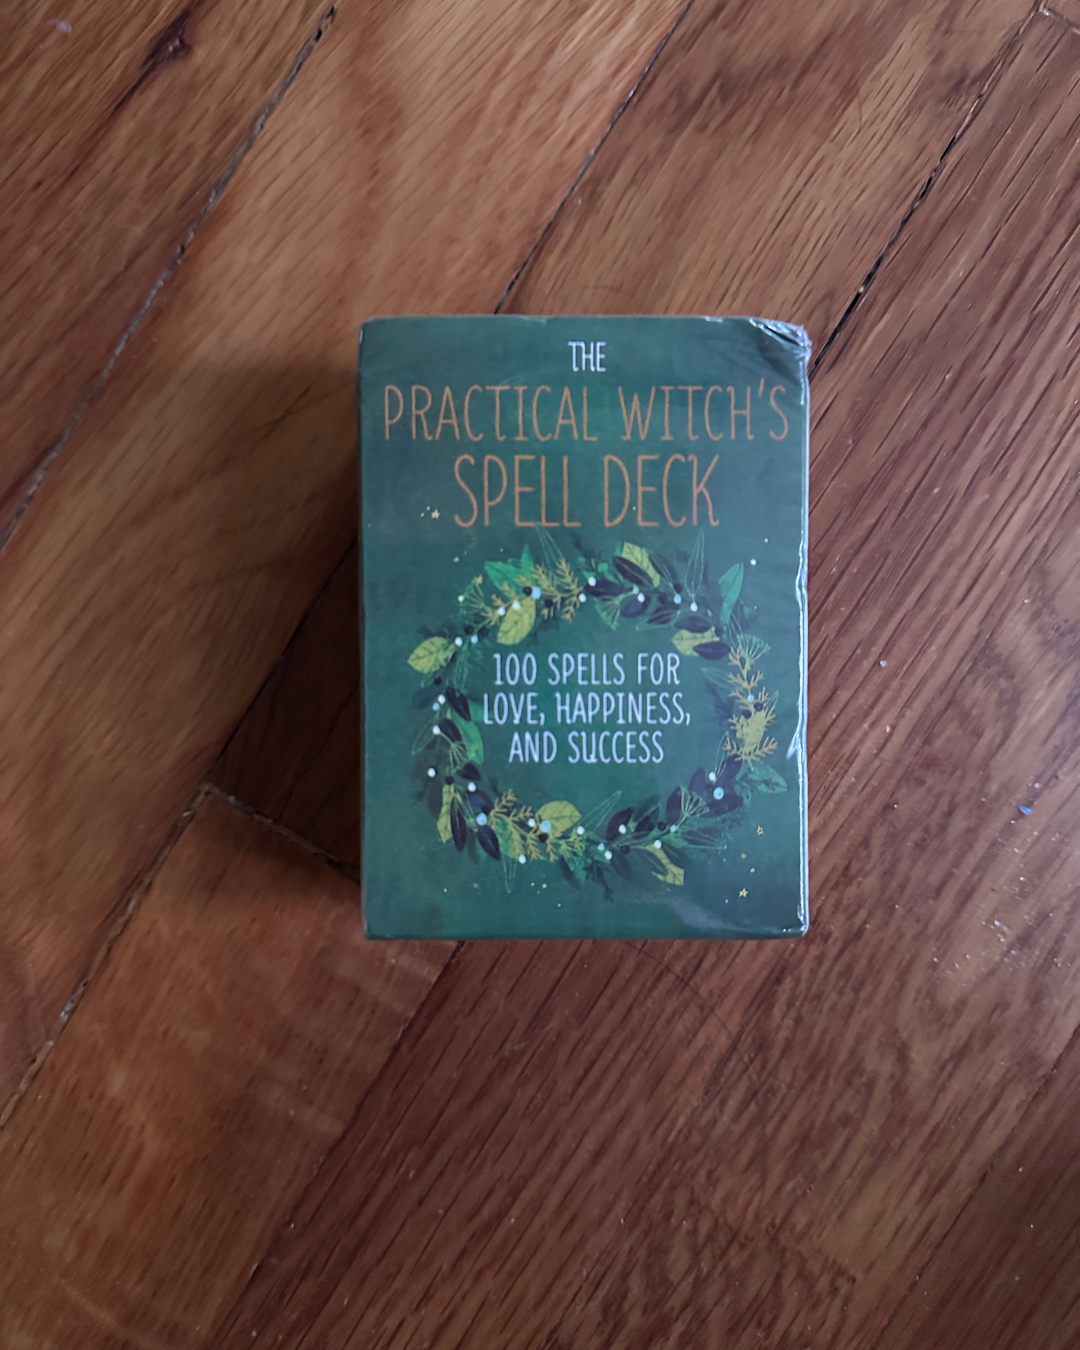 THE
PRACTICAL WITCH'S
SPELL DECK
100 SPELLS FOR
LOVE, HAPPINESS,
AND SUCCESS